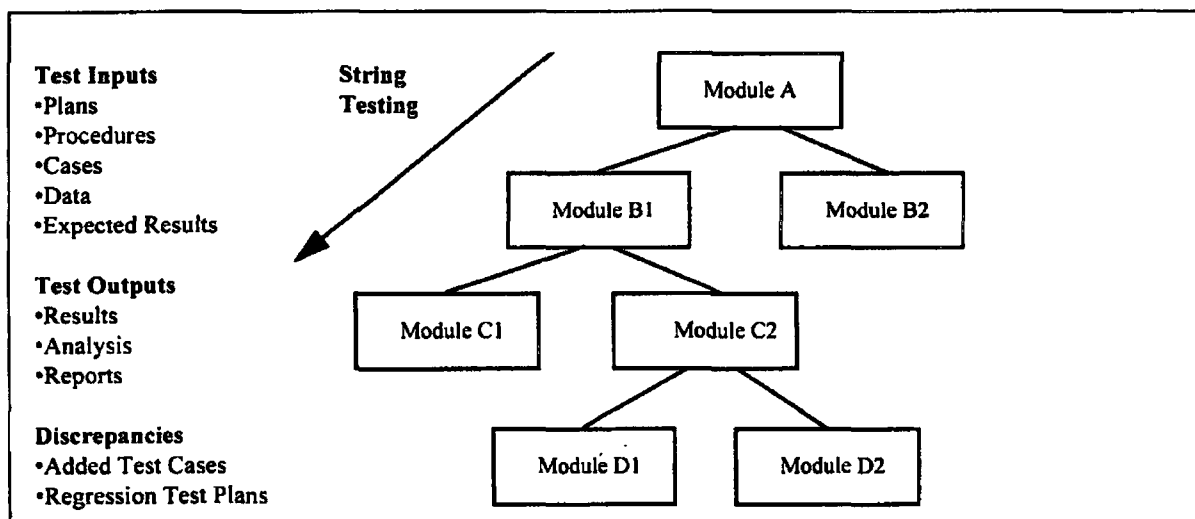 Test Inputs
•Plans
•Procedures
•Cases
•Data
•Expected Results
Test Outputs
•Results
•Analysis
•Reports
Discrepancies
•Added Test Cases
•Regression Test Plans
String
Testing
Module A
Module B1
Module B2
Module C1
Module C2
Module D1
Module D2